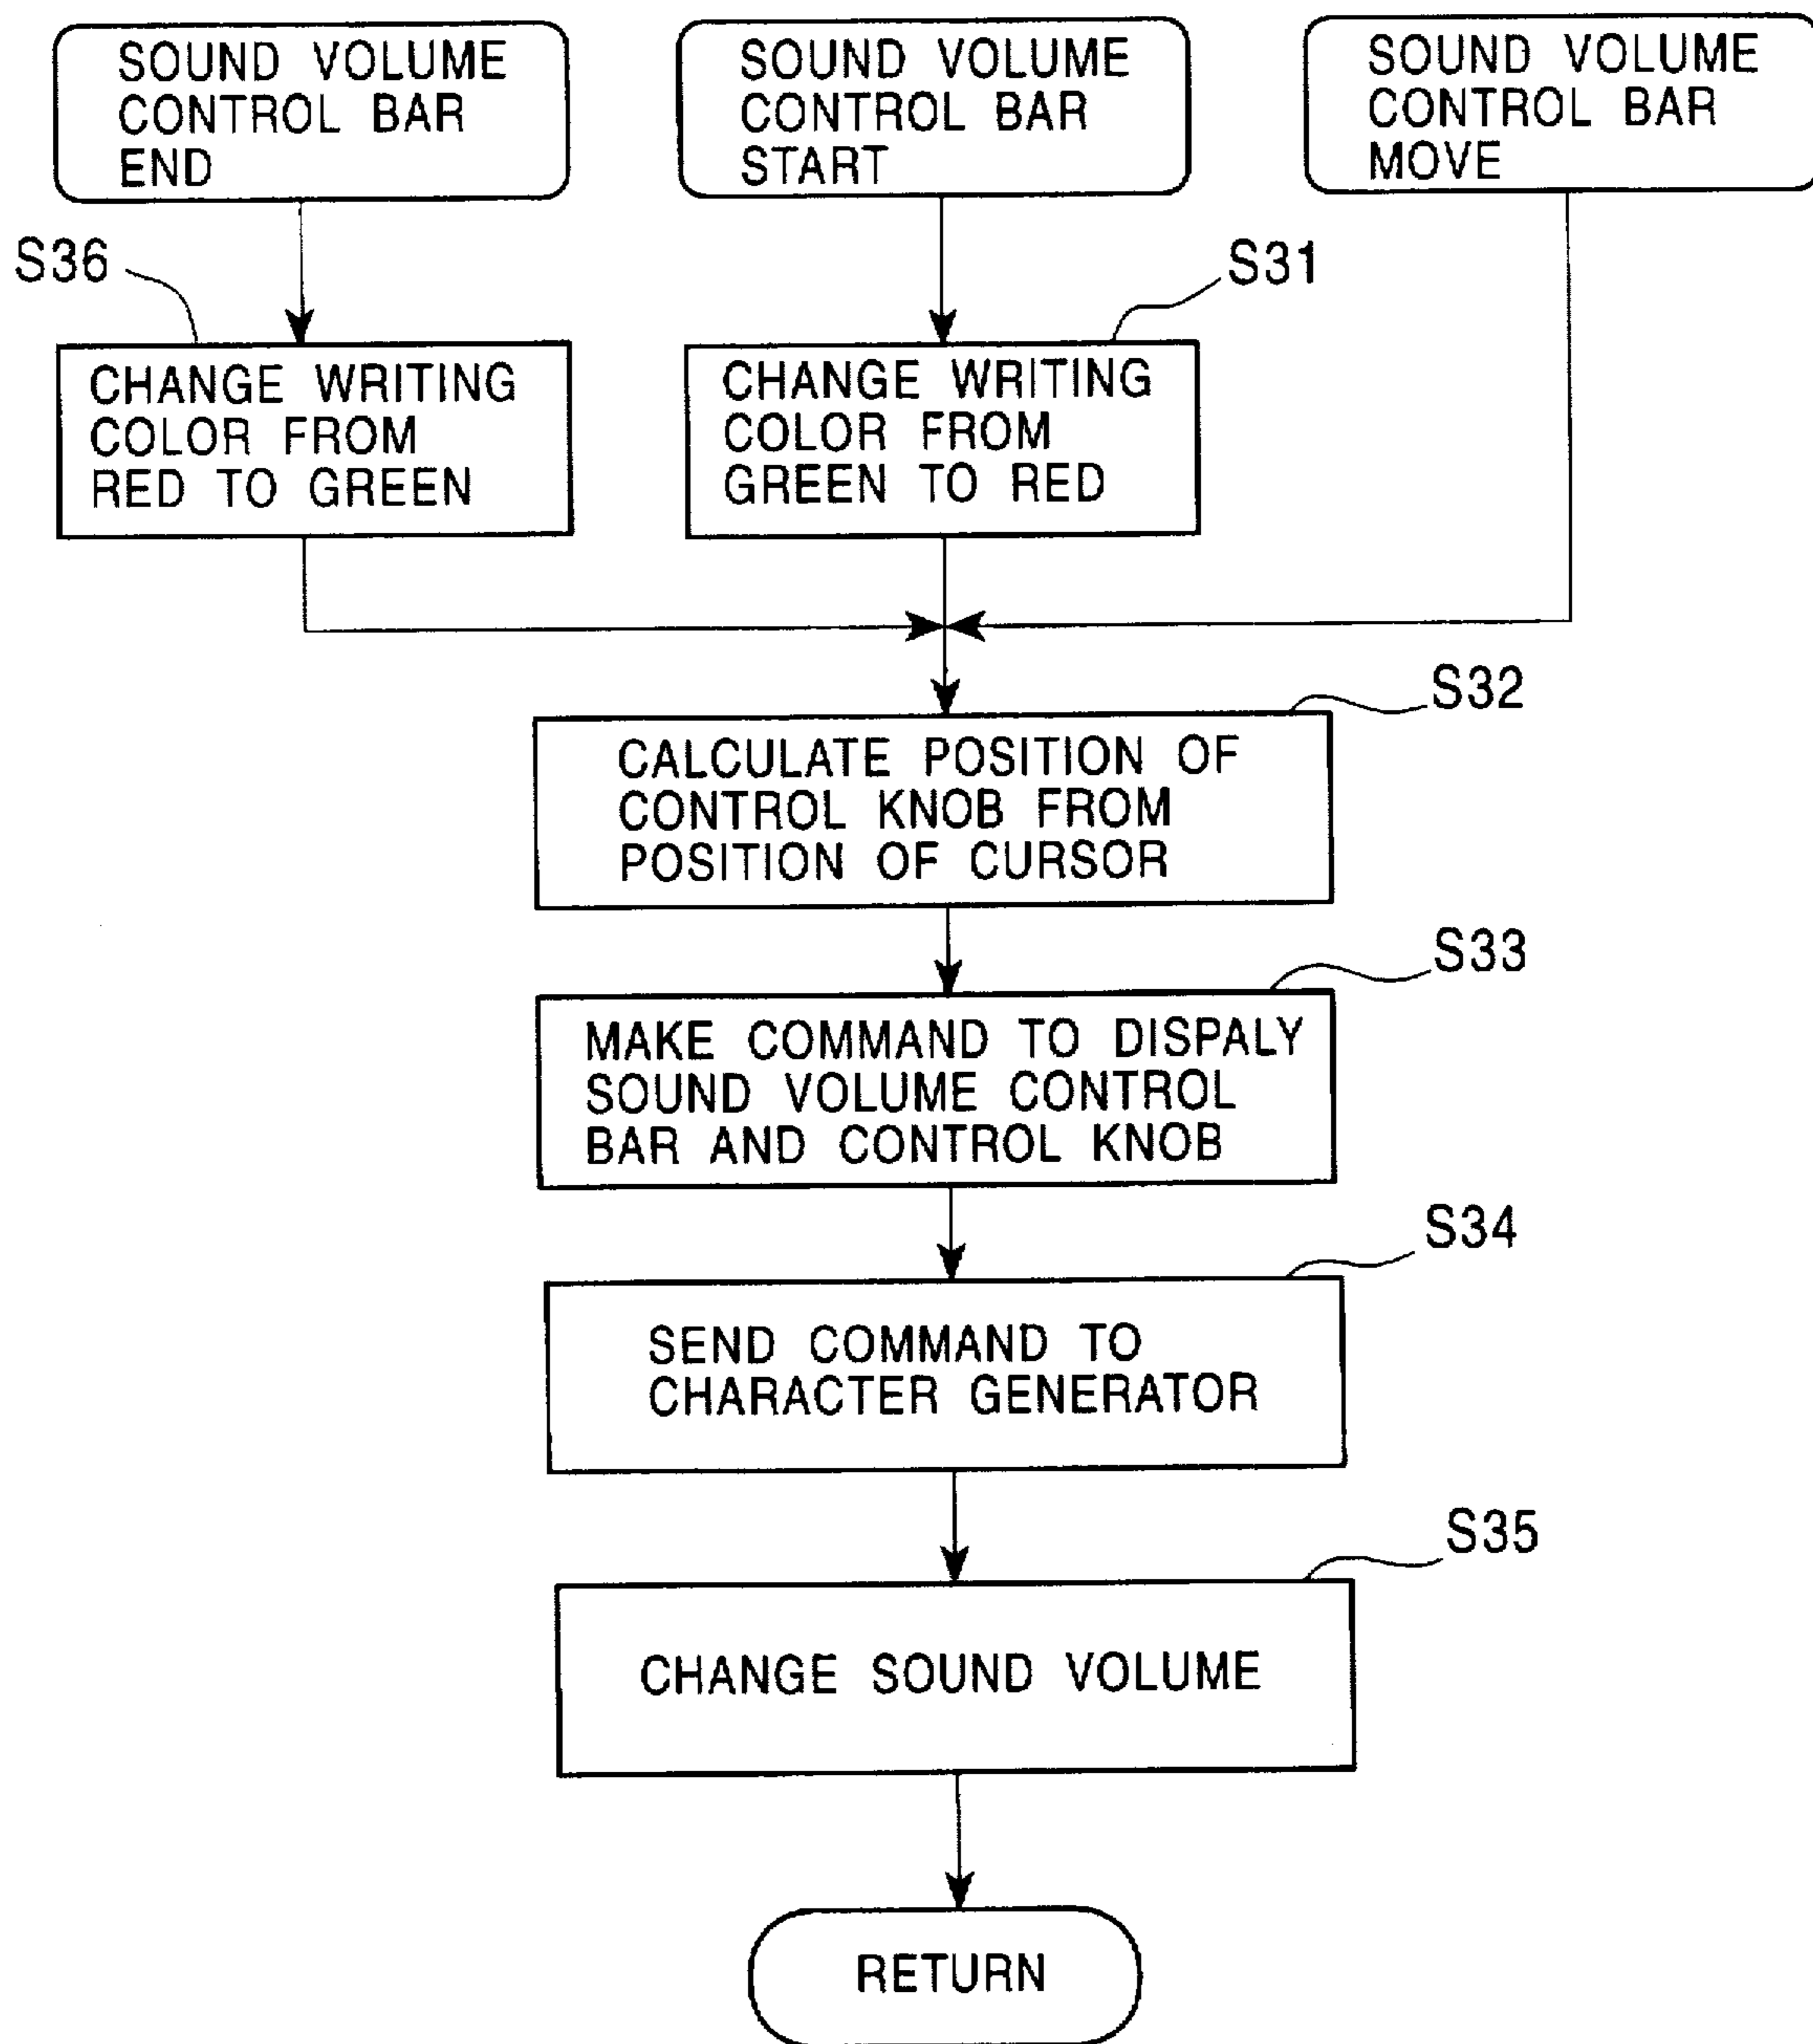 SOUND VOLUME
CONTROL BAR
END
SOUND VOLUME
CONTROL BAR
START
SOUND VOLUME
CONTROL BAR
MOVE
S36
S31
CHANGE WRITING
COLOR FROM
RED TO GREEN
CHANGE WRITING
COLOR FROM
GREEN TO RED
S32
CALCULATE POSITION OF
CONTROL KNOB FROM
POSITION OF CURSOR
S33
MAKE COMMAND TO DISPALY
SOUND VOLUME CONTROL
BAR AND CONTROL KNOB
S34
SEND COMMAND TO
CHARACTER GENERATOR
S35
CHANGE SOUND VOLUME
RETURN